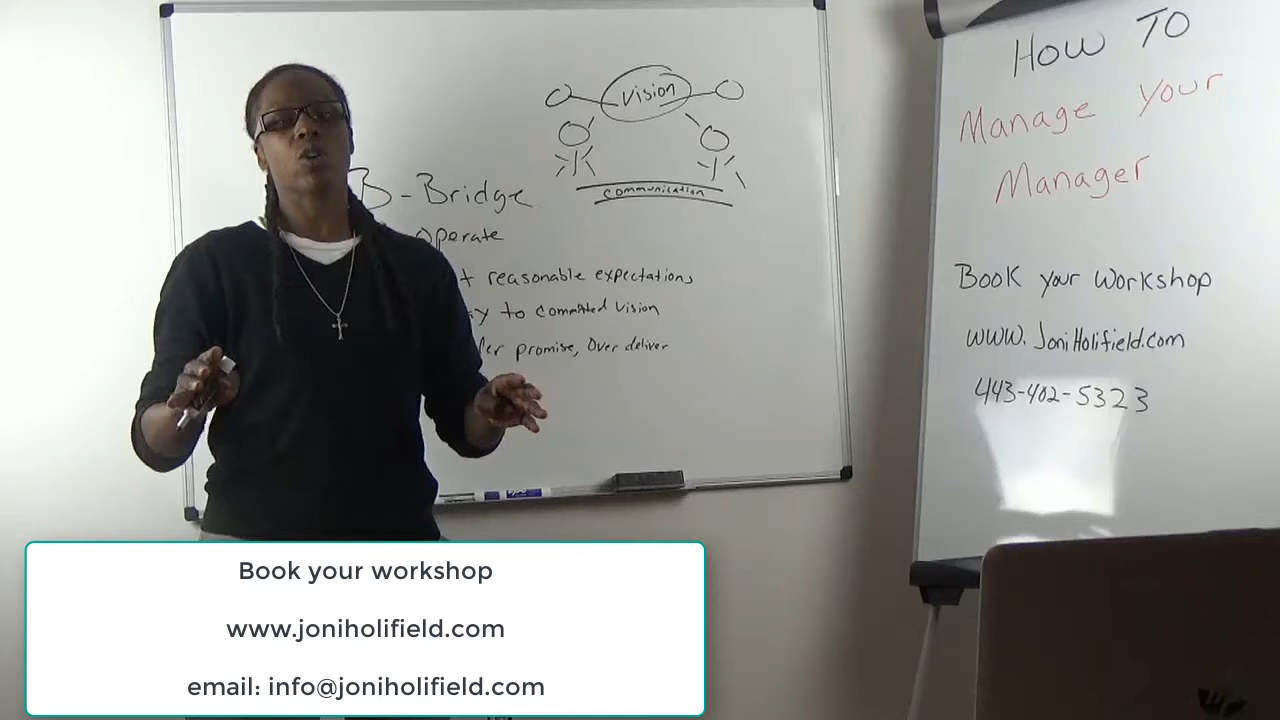 vision
communication
B-Bridge
Operate
reasonable expectations
to committed vision
promise, Over deliver
HOW TO
Manage your
Manager
Book your workshop
WWW.JoniHolifield.com
443-402-5323
Book your workshop
www.joniholifield.com
email: info@joniholifield.com